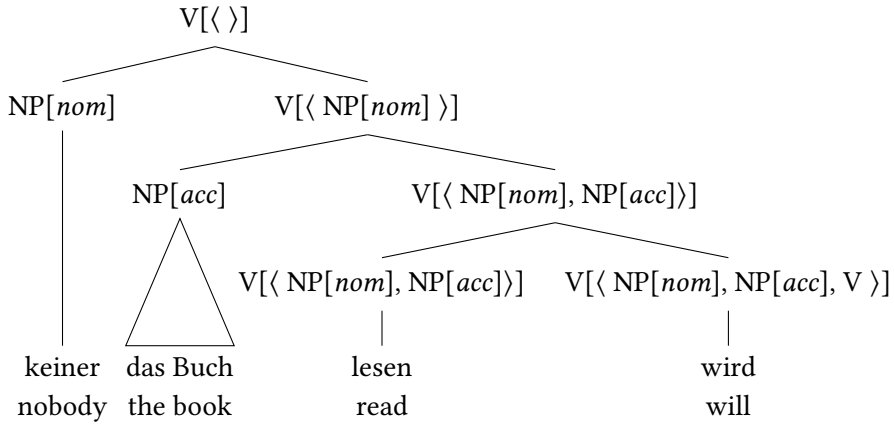 V[⟨ ⟩]
NP[nom] V[⟨ NP[nom] ⟩]
NP[acc] V[⟨ NP[nom], NP[acc]⟩]
V[⟨ NP[nom], NP[acc]⟩] V[⟨ NP[nom], NP[acc], V ⟩]
keiner das Buch lesen wird
nobody the book read will